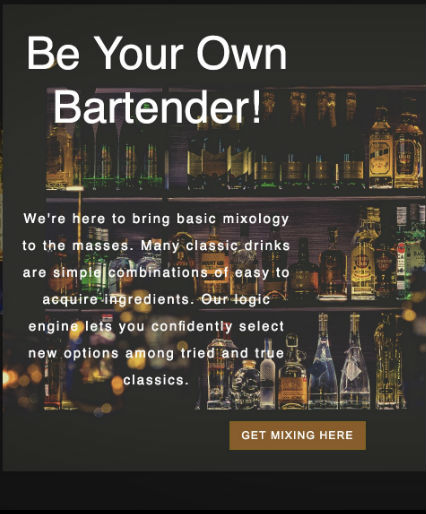 Be Your Own
Bartender!
We're here to bring basic mixology
to the masses. Many classic drinks
are simple combinations of easy to
acquire ingredients. Our logic
engine lets you confidently select
new options among tried and true
classics.
GET MIXING HERE